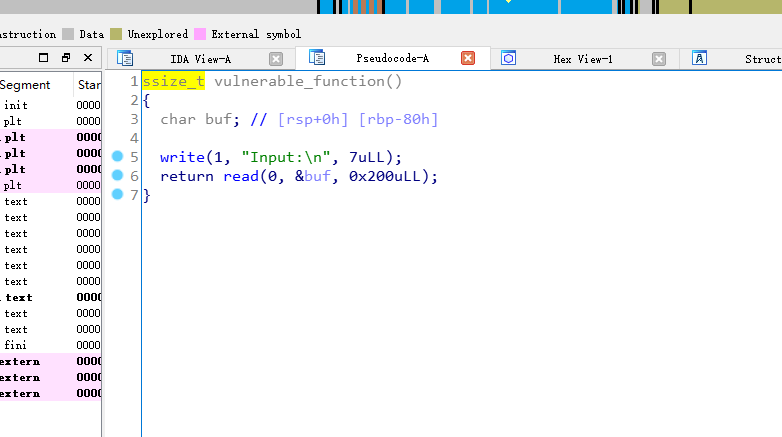 nstruction Data Unexplored External symbol
IDA View-A Pseudocode-A Hex View-1 Struct
Segment Star
init 0000
plt 0000
.plt 0000
.plt 0000
.plt 0000
plt 0000
text 0000
text 0000
text 0000
text 0000
text 0000
text 0000
.text 0000
text 0000
text 0000
fini 0000
extern 0000
extern 0000
extern 0000
1 ssize_t vulnerable_function()
2 {
3 char buf; // [rsp+0h] [rbp-80h]
4
5 write(1, "Input:\n", 7uLL);
6 return read(0, &buf, 0x200uLL);
7 }